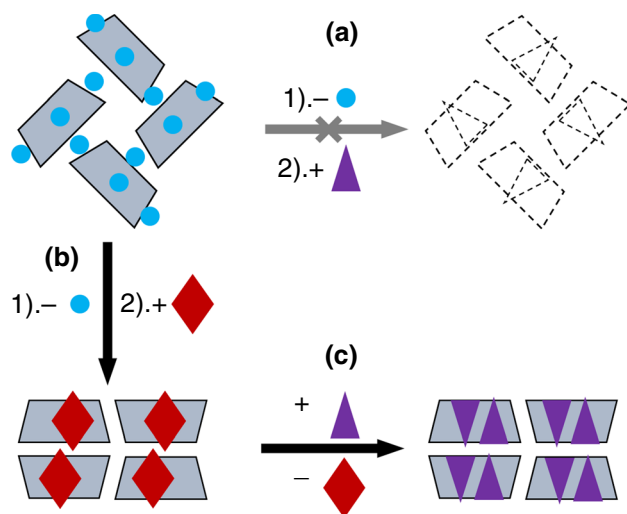 (a)
1).–
2).+
(b)
1).–
2).+
(c)
+
–